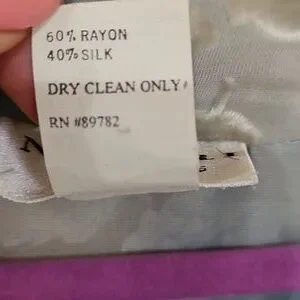 60% RAYON
40% SILK
DRY CLEAN ONLY
RN #89782